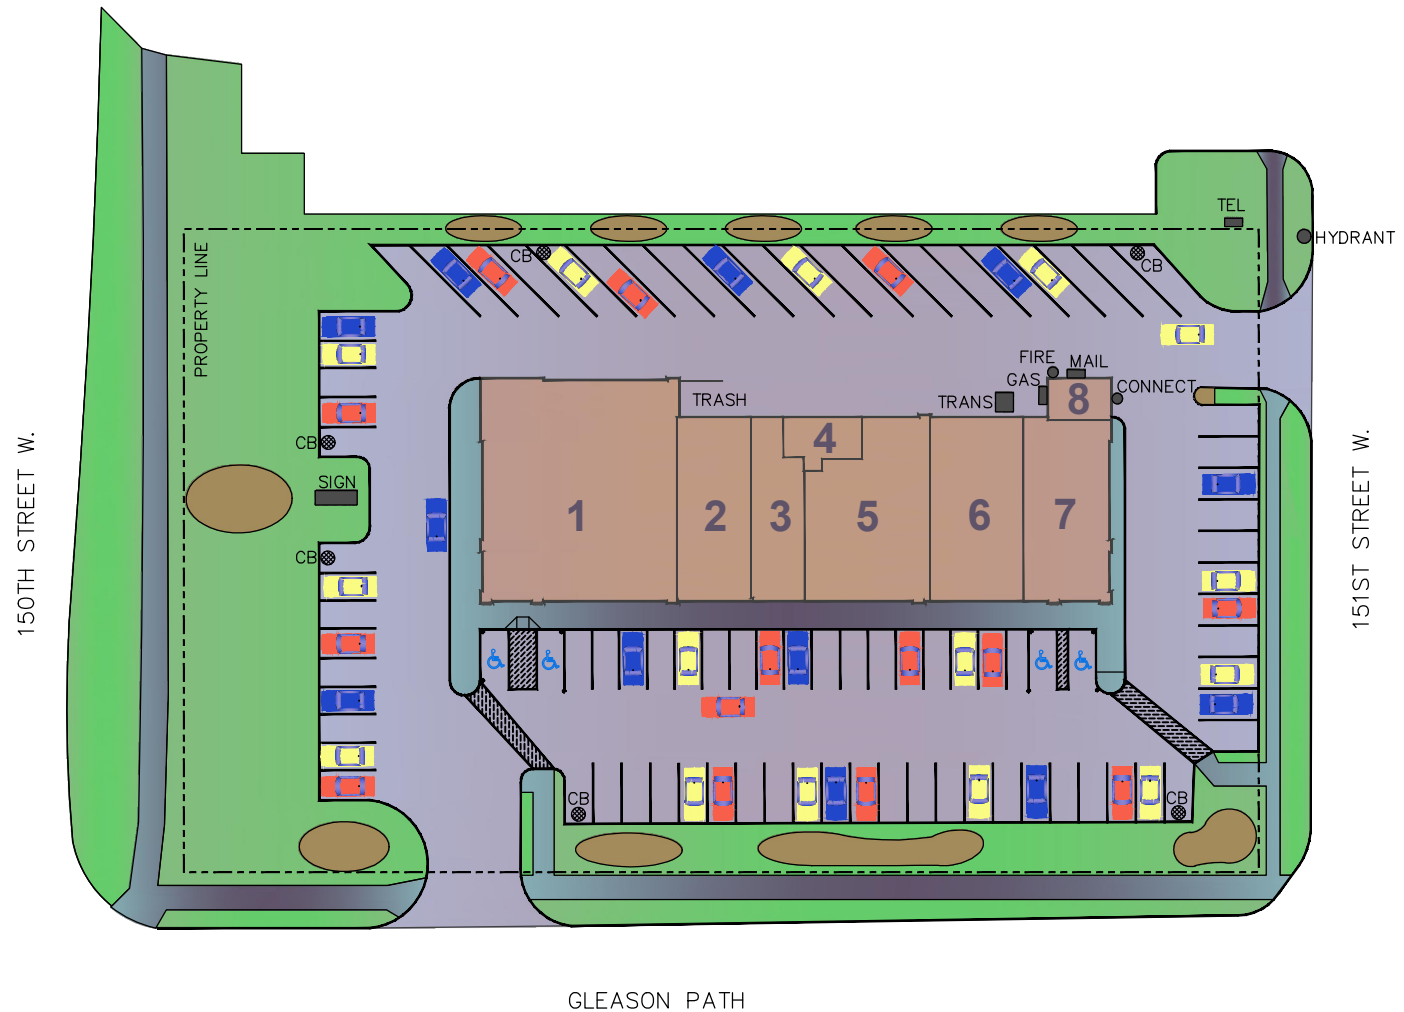 TEL
HYDRANT
CB
CB
PROPERTY LINE
FIRE
MAIL
GAS
CONNECT
TRANS
TRASH
8
4
CB
SIGN
1
2
3
5
6
7
CB
150TH STREET W.
151ST STREET W.
CB
CB
GLEASON PATH